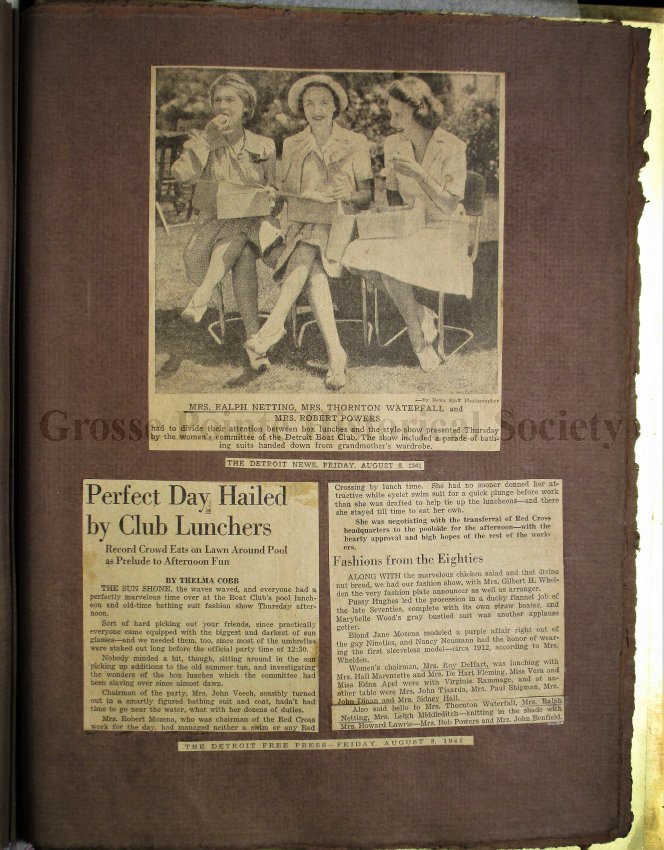 —By News Staff Photographer
MRS. RALPH NETTING, MRS. THORNTON WATERFALL and
MRS. ROBERT POWERS
had to divide their attention between box lunches and the style show presented Thursday
by the women's committee of the Detroit Boat Club. The show included a parade of bath-
ing suits handed down from grandmother's wardrobe.
Grosse Historical Society
THE DETROIT NEWS, FRIDAY, AUGUST 8, 1941
Perfect Day Hailed
by Club Lunchers
Record Crowd Eats on Lawn Around Pool
as Prelude to Afternoon Fun
BY THELMA COBB
THE SUN SHONE, the waves waved, and everyone had a
perfectly marvelous time over at the Boat Club's pool lunch-
eon and old-time bathing suit fashion show Thursday after-
noon.
Sort of hard picking out your friends, since practically
everyone came equipped with the biggest and darkest of sun
glasses—and we needed them, too, since most of the umbrellas
were staked out long before the official party time of 12:30.
Nobody minded a bit, though, sitting around in the sun
picking up additions to the old summer tan, and investigating
the wonders of the box lunches which the committee had
been slaving over since almost dawn.
Chairman of the party, Mrs. John Veech, sensibly turned
out in a smartly figured bathing suit and coat, hadn't had
time to go near the water, what with her dozens of duties.
Mrs. Robert Mozena, who was chairman of the Red Cross
work for the day, had managed neither a swim or any Red
Crossing by lunch time. She had no sooner donned her at-
tractive white eyelet swim suit for a quick plunge before work
than she was drafted to help tie up the luncheons—and there
she stayed till time to eat her own.
She was negotiating with the transferral of Red Cross
headquarters to the poolside for the afternoon—with the
hearty approval and high hopes of the rest of the work-
ers.
Fashions from the Eighties
ALONG WITH the marvelous chicken salad and that divine
nut bread, we had our fashion show, with Mrs. Gilbert H. Whel-
den the very fashion plate announcer as well as arranger.
Pussy Hughes led the procession in a ducky flannel job of
the late Seventies, complete with its own straw boater, and
Marybelle Wood's gray bustled suit was another applause
getter.
Blond Jane Mozena modeled a purple affair right out of
the gay Nineties, and Nancy Neumann had the honor of wear-
ing the first sleeveless model—circa 1912, according to Mrs.
Whelden.
Women's chairman, Mrs. Roy DeHart, was lunching with
Mrs. Hall Marentette and Mrs. De Hart Fleming. Miss Vera and
Miss Edna Apel were with Virginia Rammage, and at an-
other table were Mrs. John Mrs. Paul Shipman, Mrs.
John Dinan and Mrs. Sidney Hall.
Also said hello to Mrs. Thornton Waterfall, Mrs. Ralph
Netting, Mrs. Leigh Middleditch—knitting in the shade with
Mrs. Howard Lawrie—Mrs. Bob Powers and Mrs. John Benfield.
THE DETROIT FREE PRESS—FRIDAY, AUGUST 8, 1941